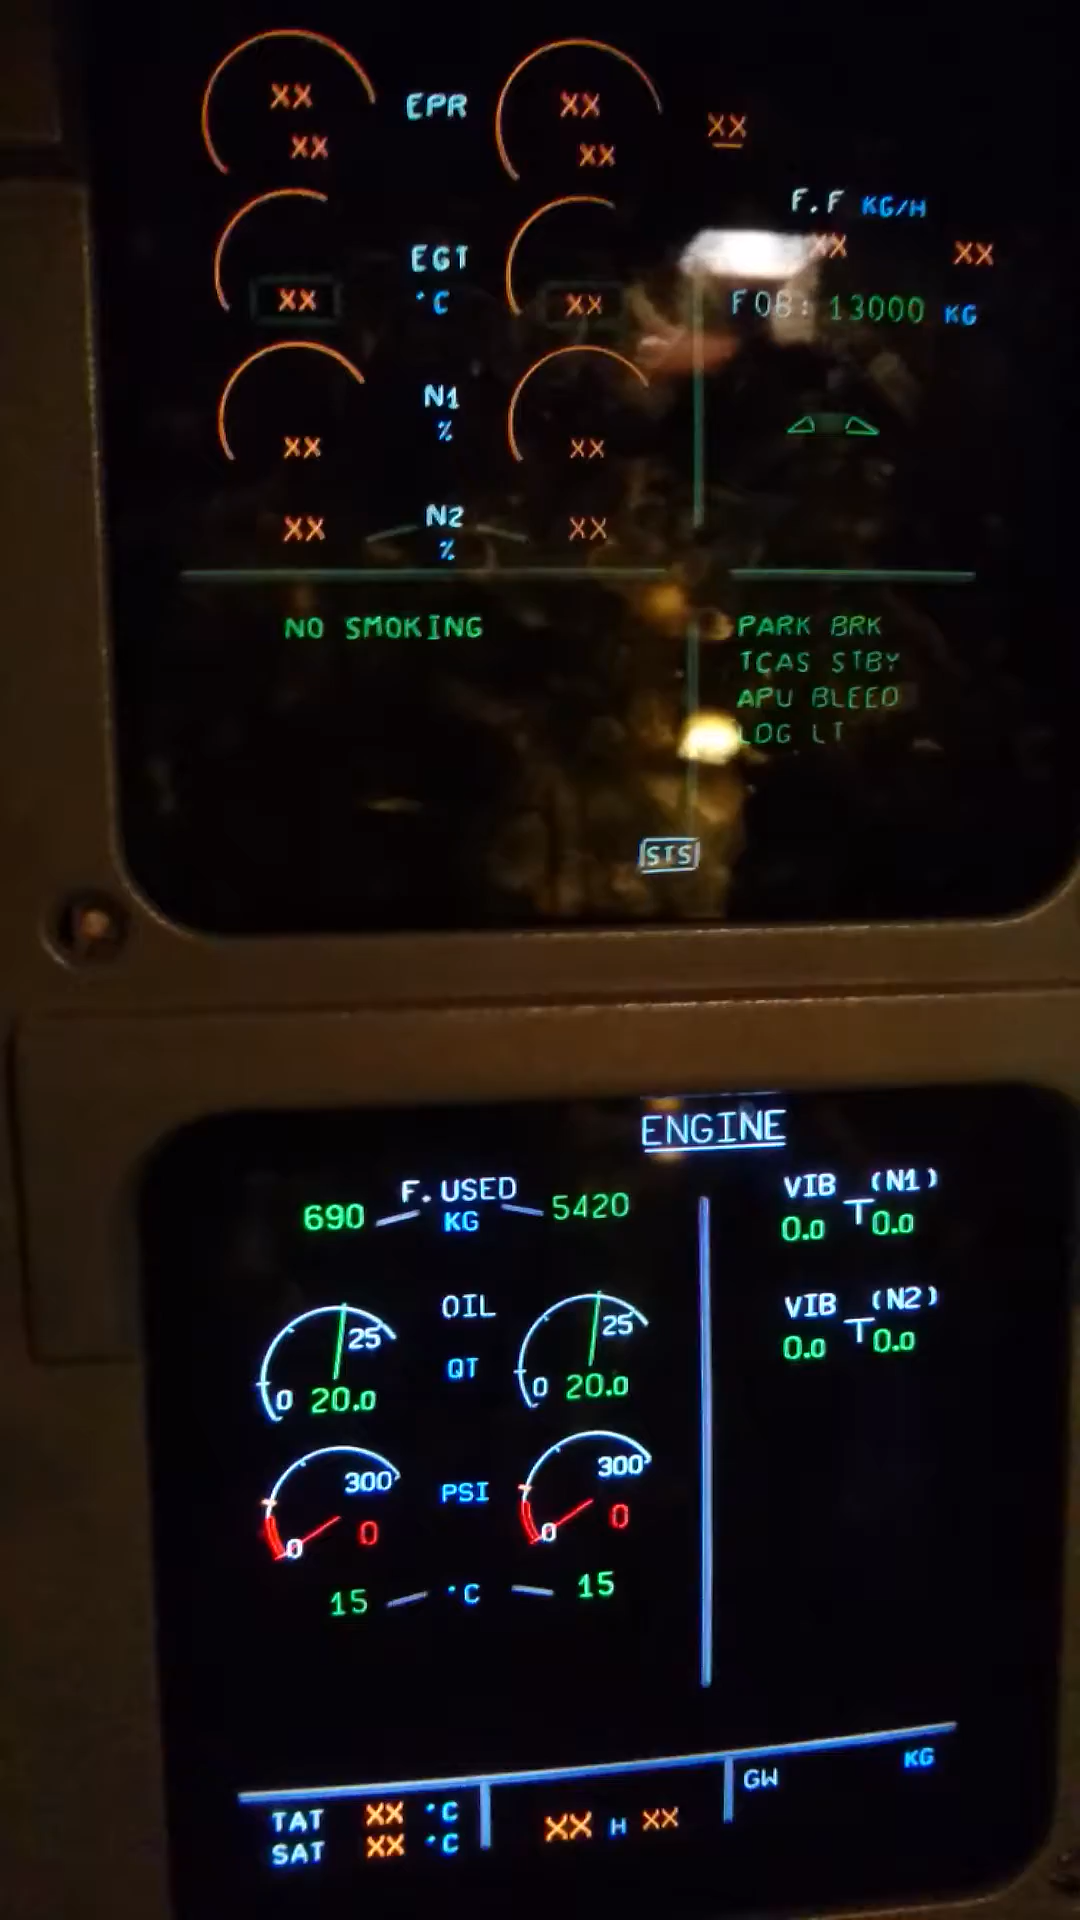 XX EPR XX
XX XX XX
F.F KG/H
XX XX
EGT
XX °C XX
FOB: 13000 KG
N1
%
XX XX
N2
XX % XX
NO SMOKING PARK BRK
TCAS STBY
APU BLEED
LDG LT
STS
ENGINE
F.USED VIB (N1)
690 KG 5420 0.0 0.0
OIL VIB (N2)
25 25
QT 0.0 0.0
0 20.0 0 20.0
300 PSI 300
0 0 0 0
15 °C 15
GW KG
TAT XX °C XX H XX
SAT XX °C